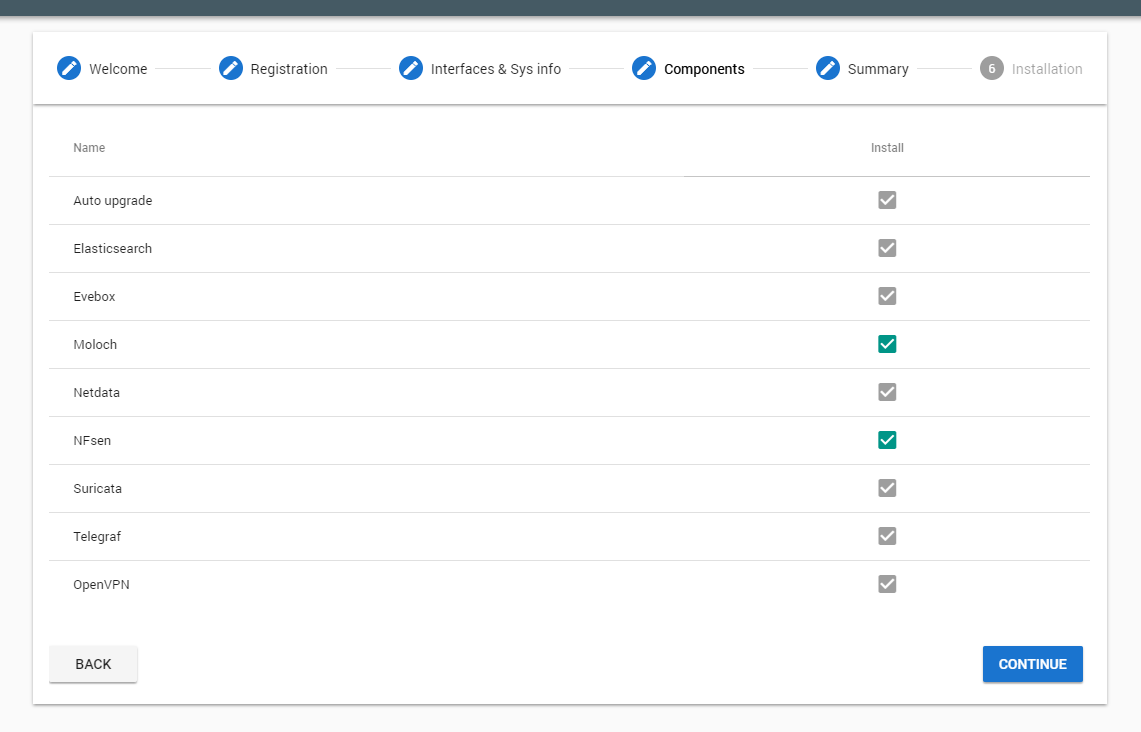 Welcome Registration Interfaces & Sys info Components Summary 6 Installation
Name Install
Auto upgrade
Elasticsearch
Evebox
Moloch
Netdata
NFsen
Suricata
Telegraf
OpenVPN
BACK CONTINUE